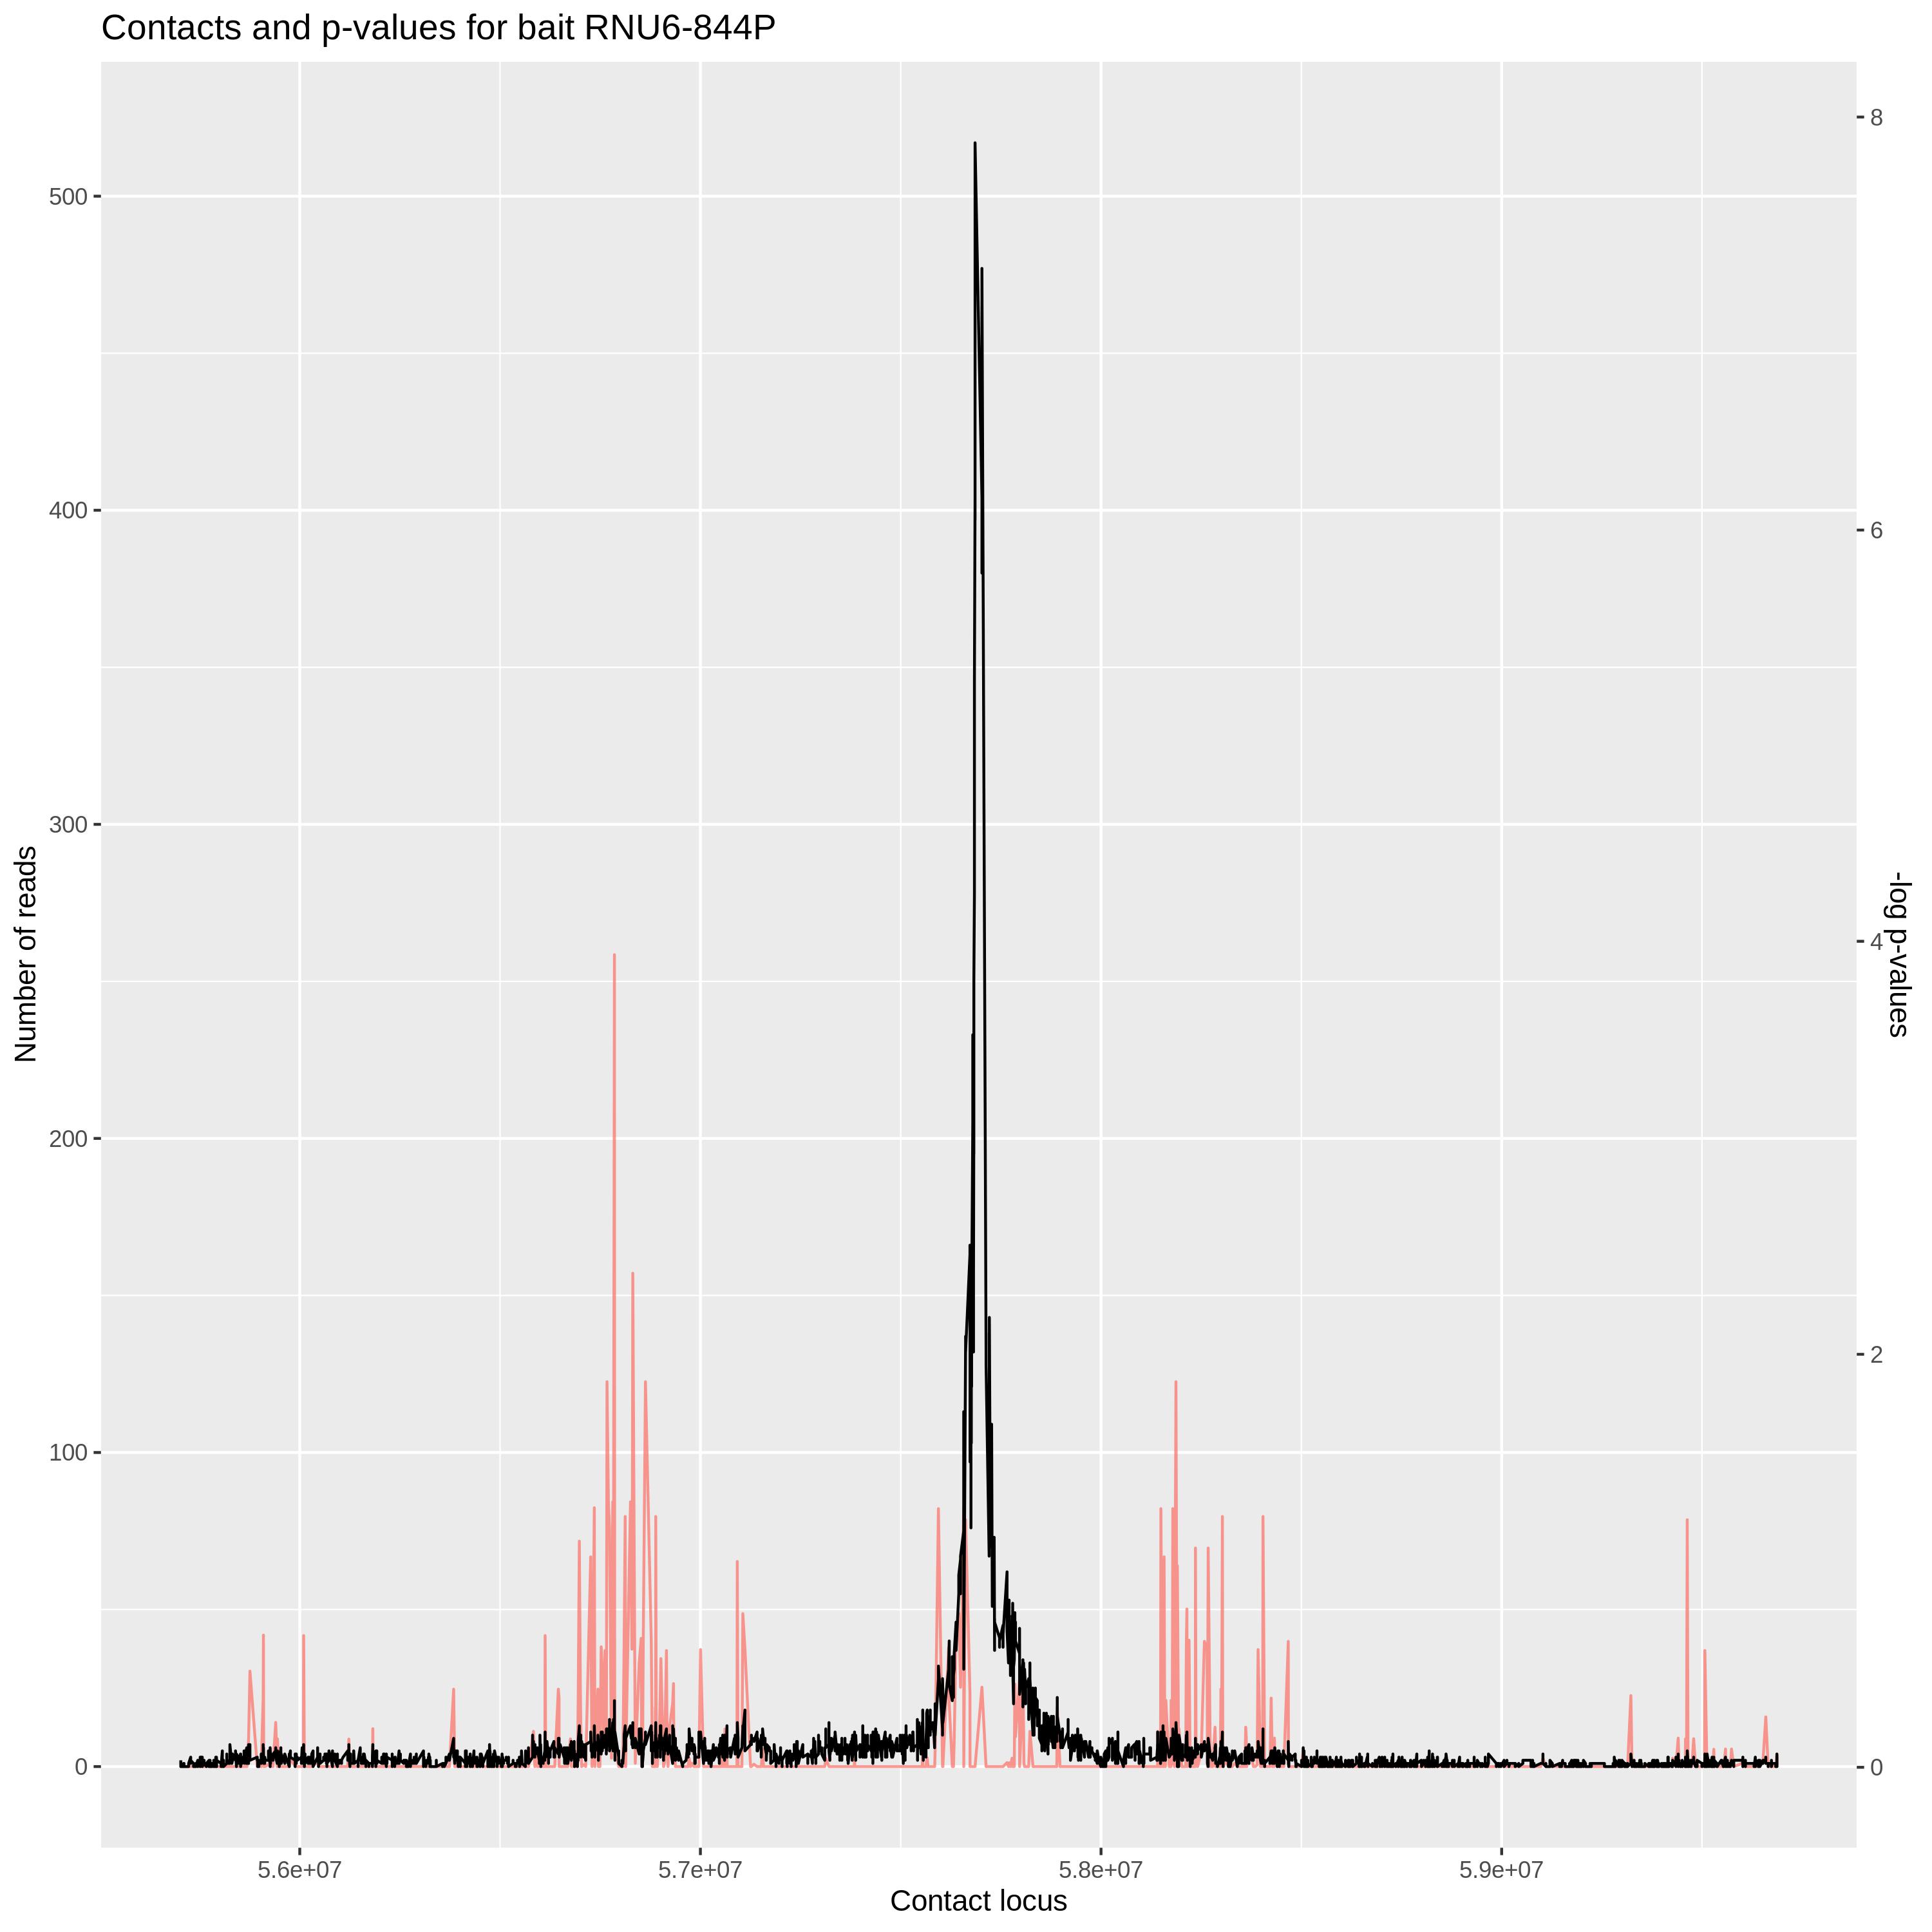 Contacts and p-values for bait RNU6-844P
500
400
300
200
100
0
Number of reads
8
6
4
2
0
-log p-values
5.6e+07
5.7e+07
5.8e+07
5.9e+07
Contact locus